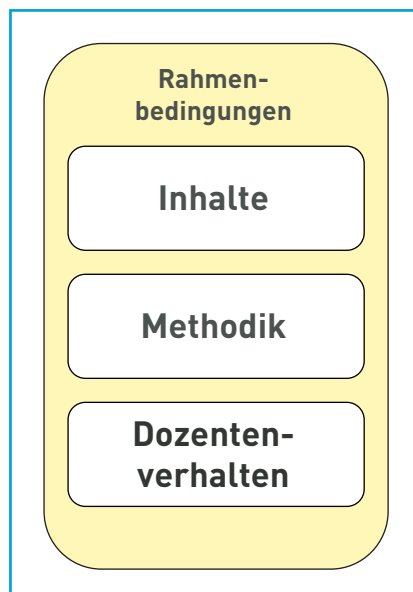 Rahmen-
bedingungen
Inhalte
Methodik
Dozenten-
verhalten